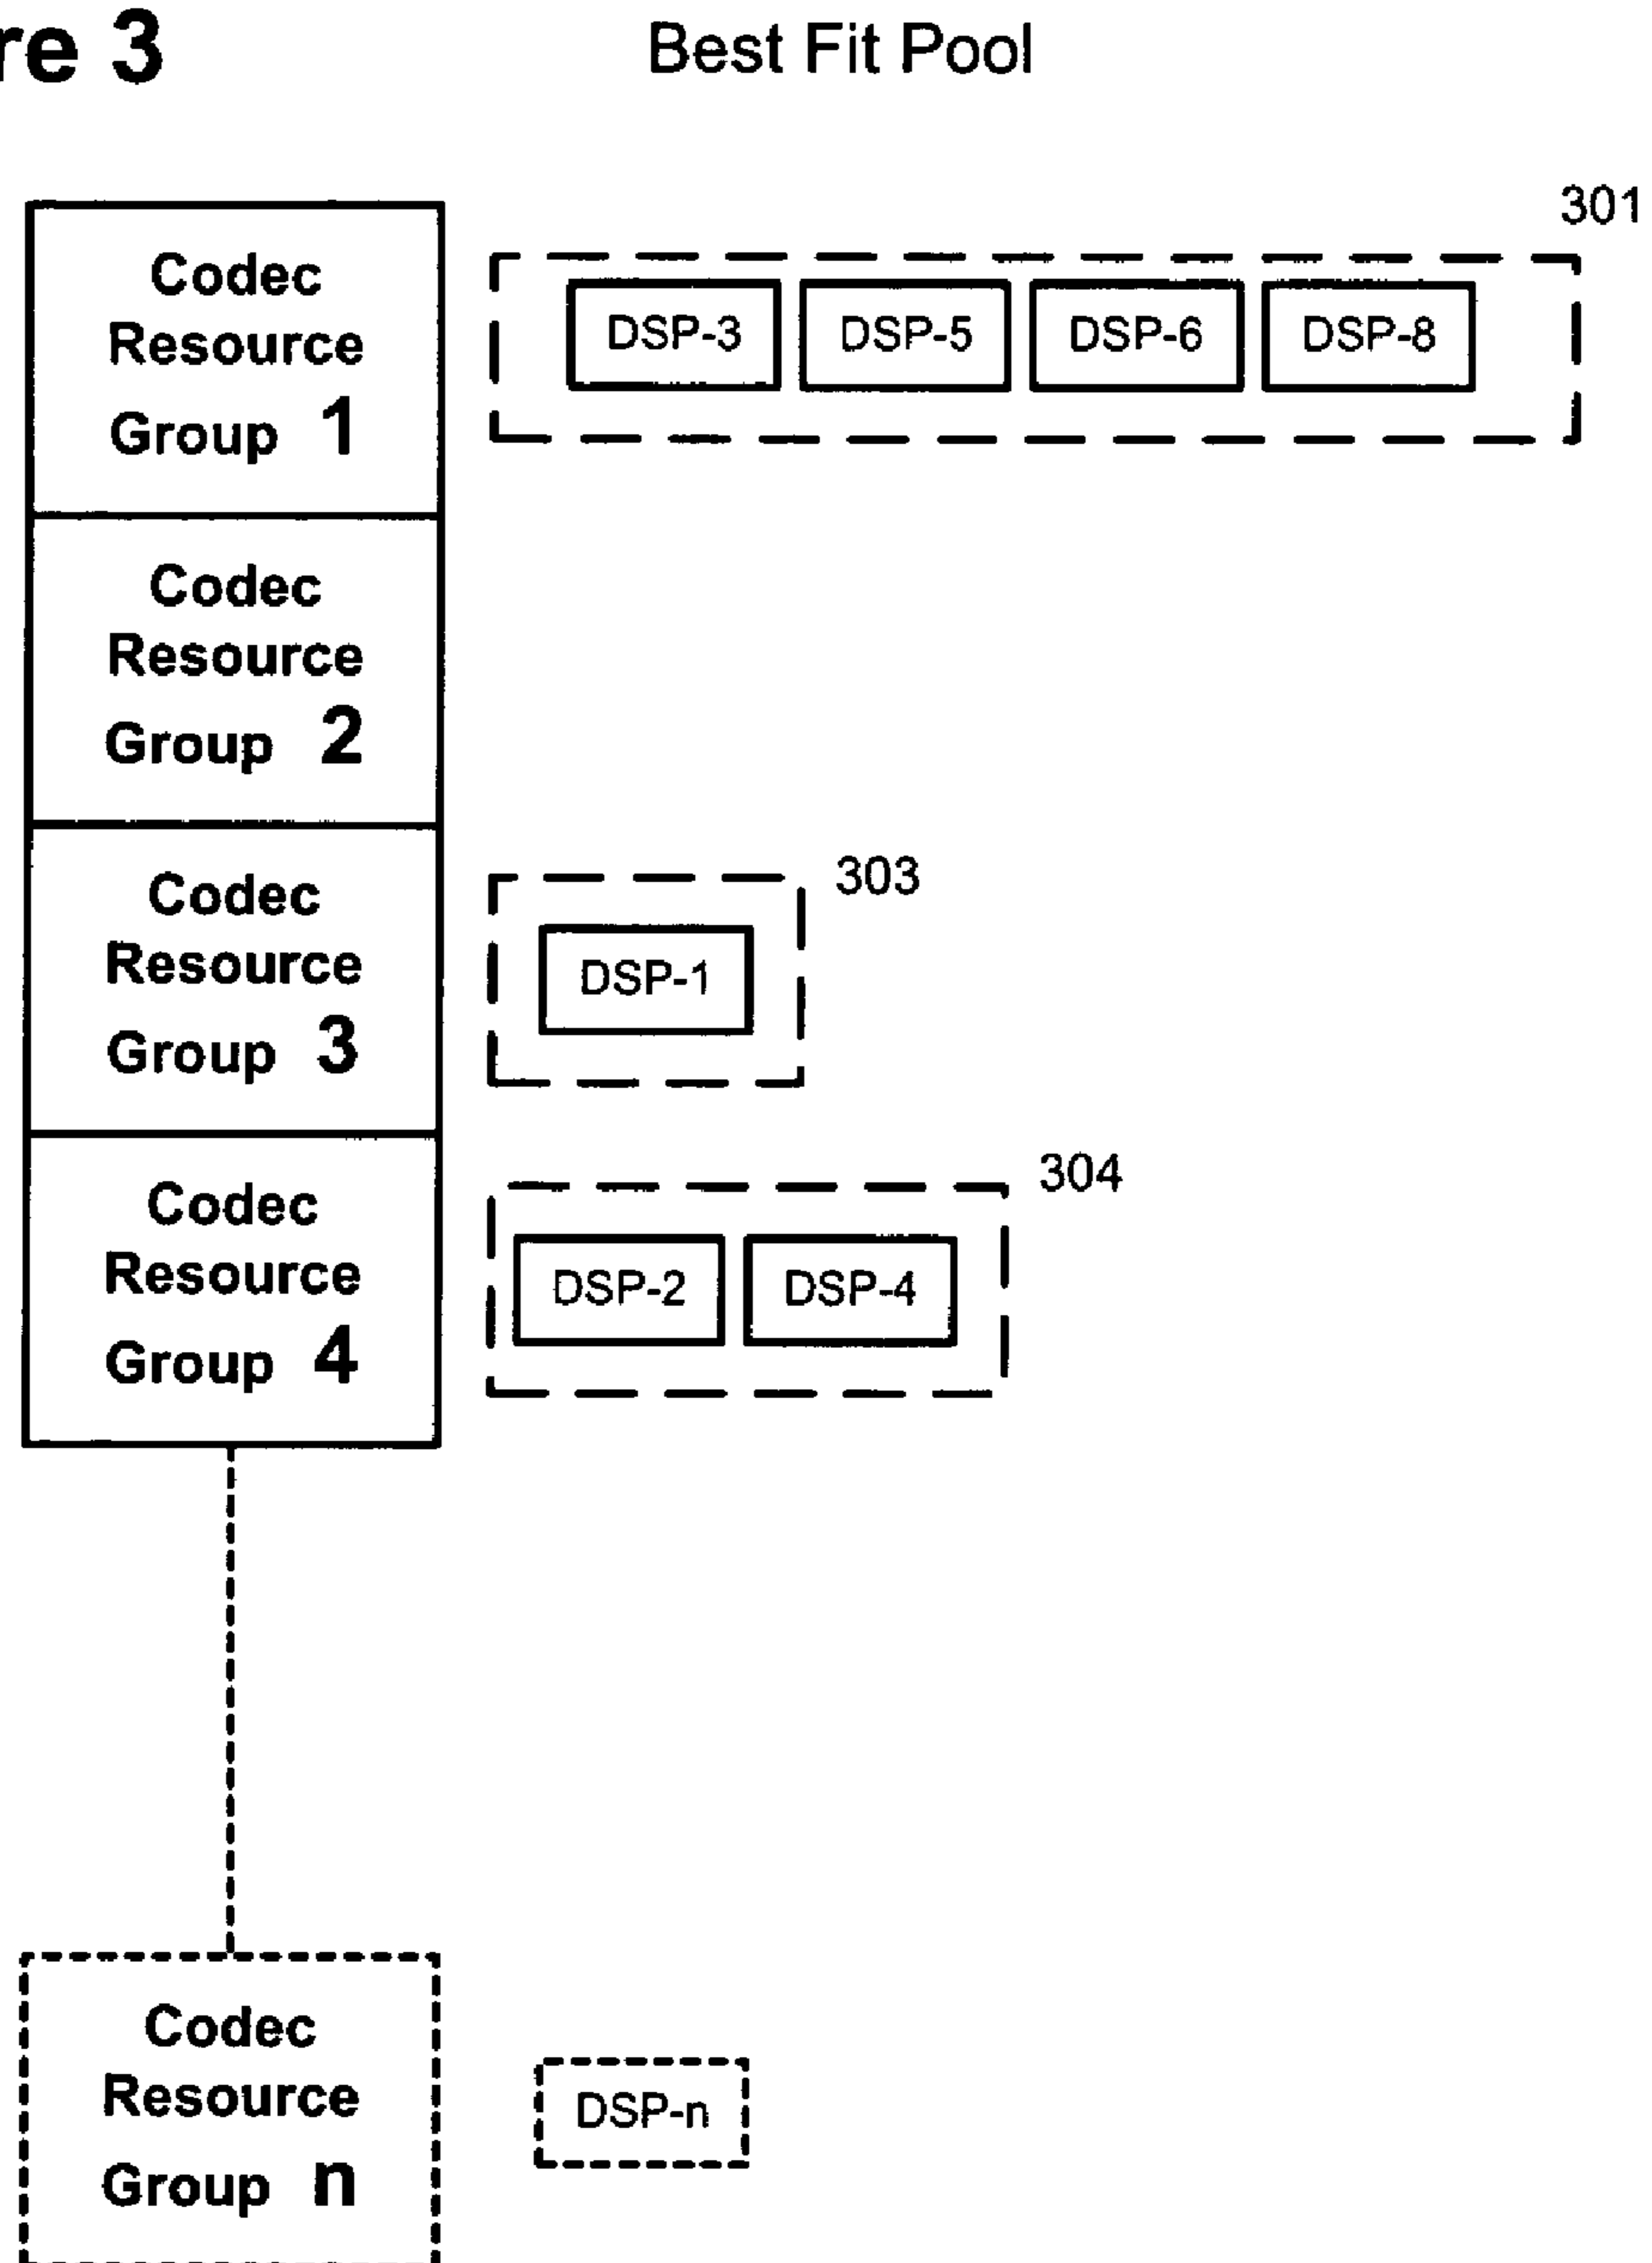 re 3
Best Fit Pool
301
Codec
Resource
Group 1
DSP-3 DSP-5 DSP-6 DSP-8
Codec
Resource
Group 2
303
Codec
Resource
Group 3
DSP-1
304
Codec
Resource
Group 4
DSP-2 DSP-4
Codec
Resource
Group n
DSP-n